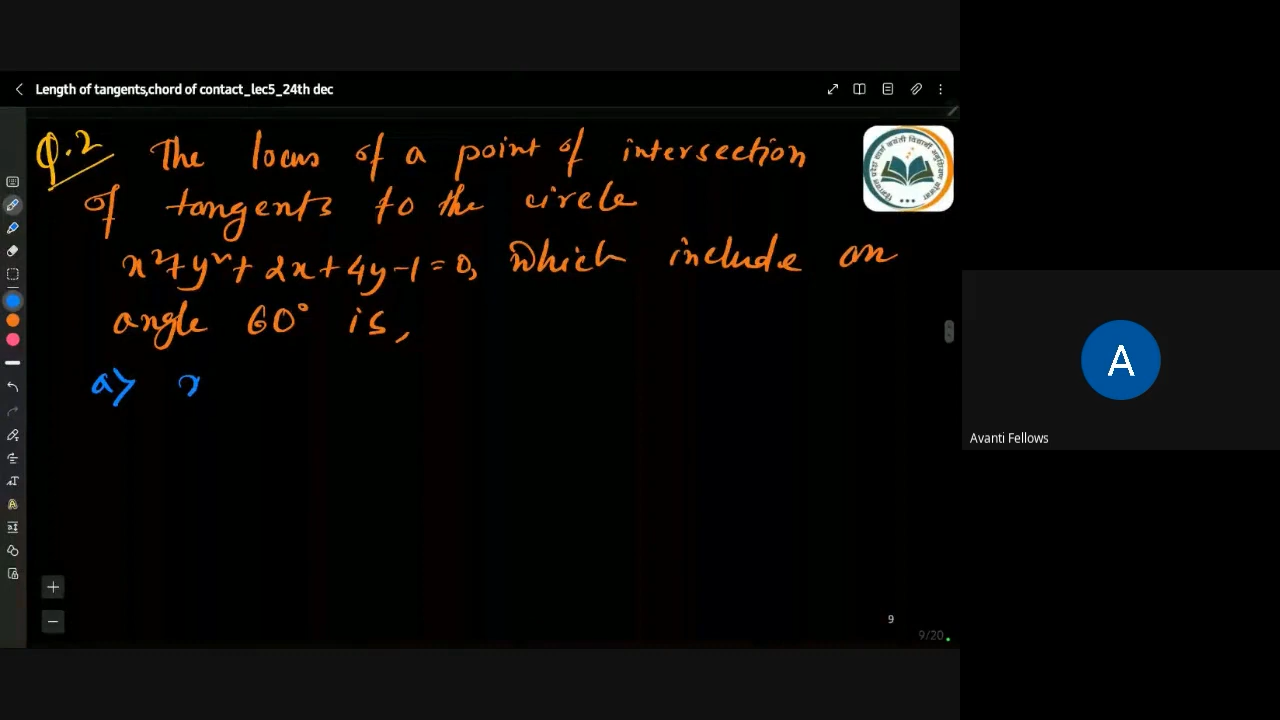 Length of tangents,chord of contact_lec5_24th dec
Q.2 The locus of a point of intersection
of tangents to the circle
x²+y²+2x+4y-1=0, which include an
angle 60° is,
a> x
A
Avanti Fellows
9
9/20